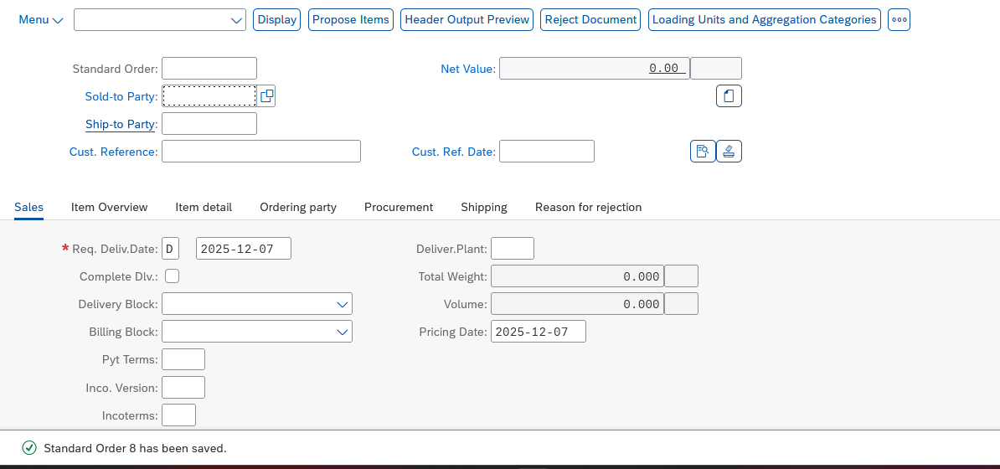 Menu Display Propose Items Header Output Preview Reject Document Loading Units and Aggregation Categories
Standard Order: Net Value: 0.00
Sold-to Party:
Ship-to Party:
Cust. Reference: Cust. Ref. Date:
Sales Item Overview Item detail Ordering party Procurement Shipping Reason for rejection
* Req. Deliv.Date: D 2025-12-07 Deliver.Plant:
Complete Dlv.: Total Weight: 0.000
Delivery Block: Volume: 0.000
Billing Block: Pricing Date: 2025-12-07
Pyt Terms:
Inco. Version:
Incoterms:
Standard Order 8 has been saved.